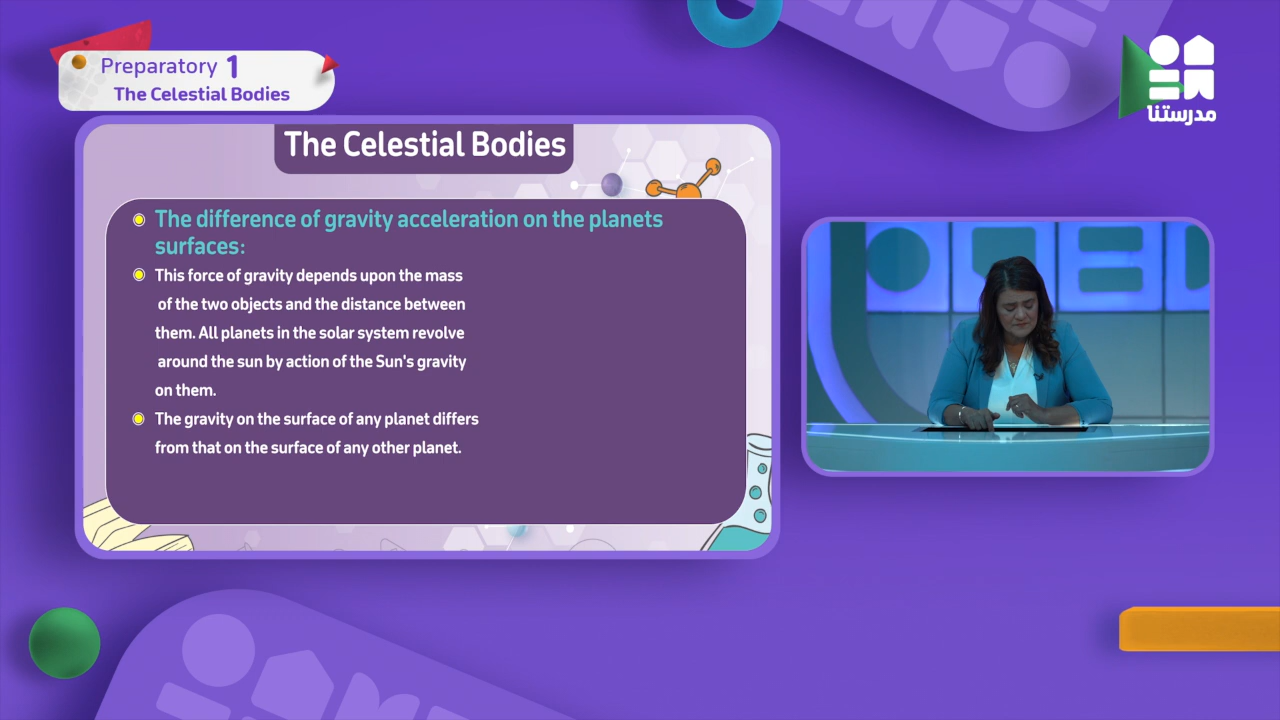 Preparatory 1
The Celestial Bodies
مدرستنا
The Celestial Bodies
The difference of gravity acceleration on the planets
surfaces:
This force of gravity depends upon the mass
of the two objects and the distance between
them. All planets in the solar system revolve
around the sun by action of the Sun's gravity
on them.
The gravity on the surface of any planet differs
from that on the surface of any other planet.